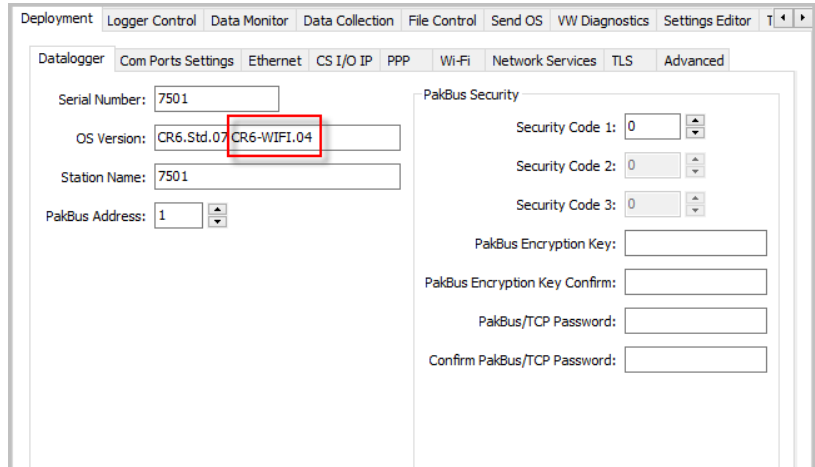 Deployment Logger Control Data Monitor Data Collection File Control Send OS VW Diagnostics Settings Editor T
Datalogger Com Ports Settings Ethernet CS I/O IP PPP Wi-Fi Network Services TLS Advanced
Serial Number: 7501
OS Version: CR6.Std.07 CR6-WIFI.04
Station Name: 7501
PakBus Address: 1
PakBus Security
Security Code 1: 0
Security Code 2: 0
Security Code 3: 0
PakBus Encryption Key:
PakBus Encryption Key Confirm:
PakBus/TCP Password:
Confirm PakBus/TCP Password: